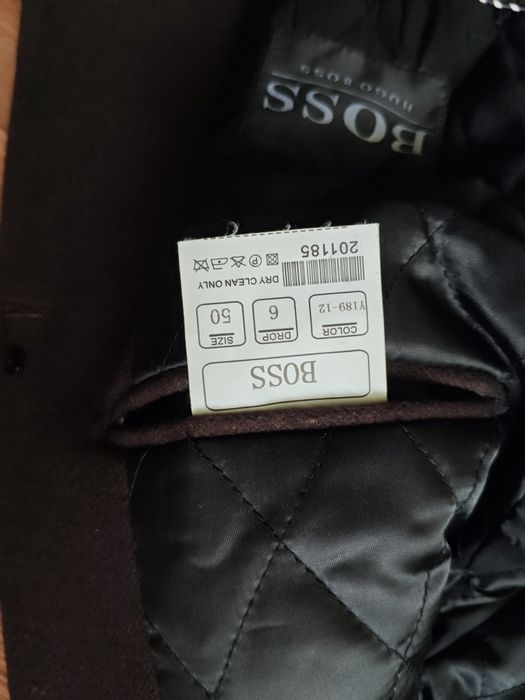 BOSS
HUGO BOSS
BOSS
COLOR DROP SIZE
Y189-12 6 50
DRY CLEAN ONLY
P
201185